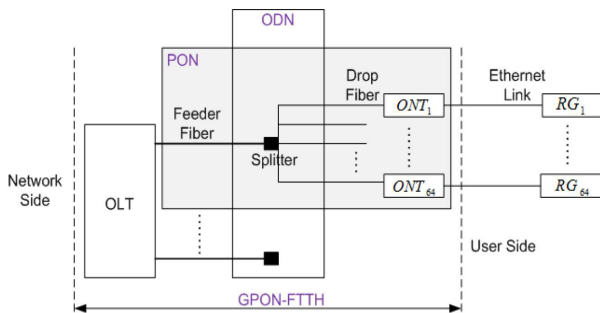 ODN
PON
Feeder
Fiber
Drop
Fiber
Ethernet
Link
ONT1
RG1
Splitter
Network
Side
OLT
ONT64
RG64
User Side
GPON-FTTH